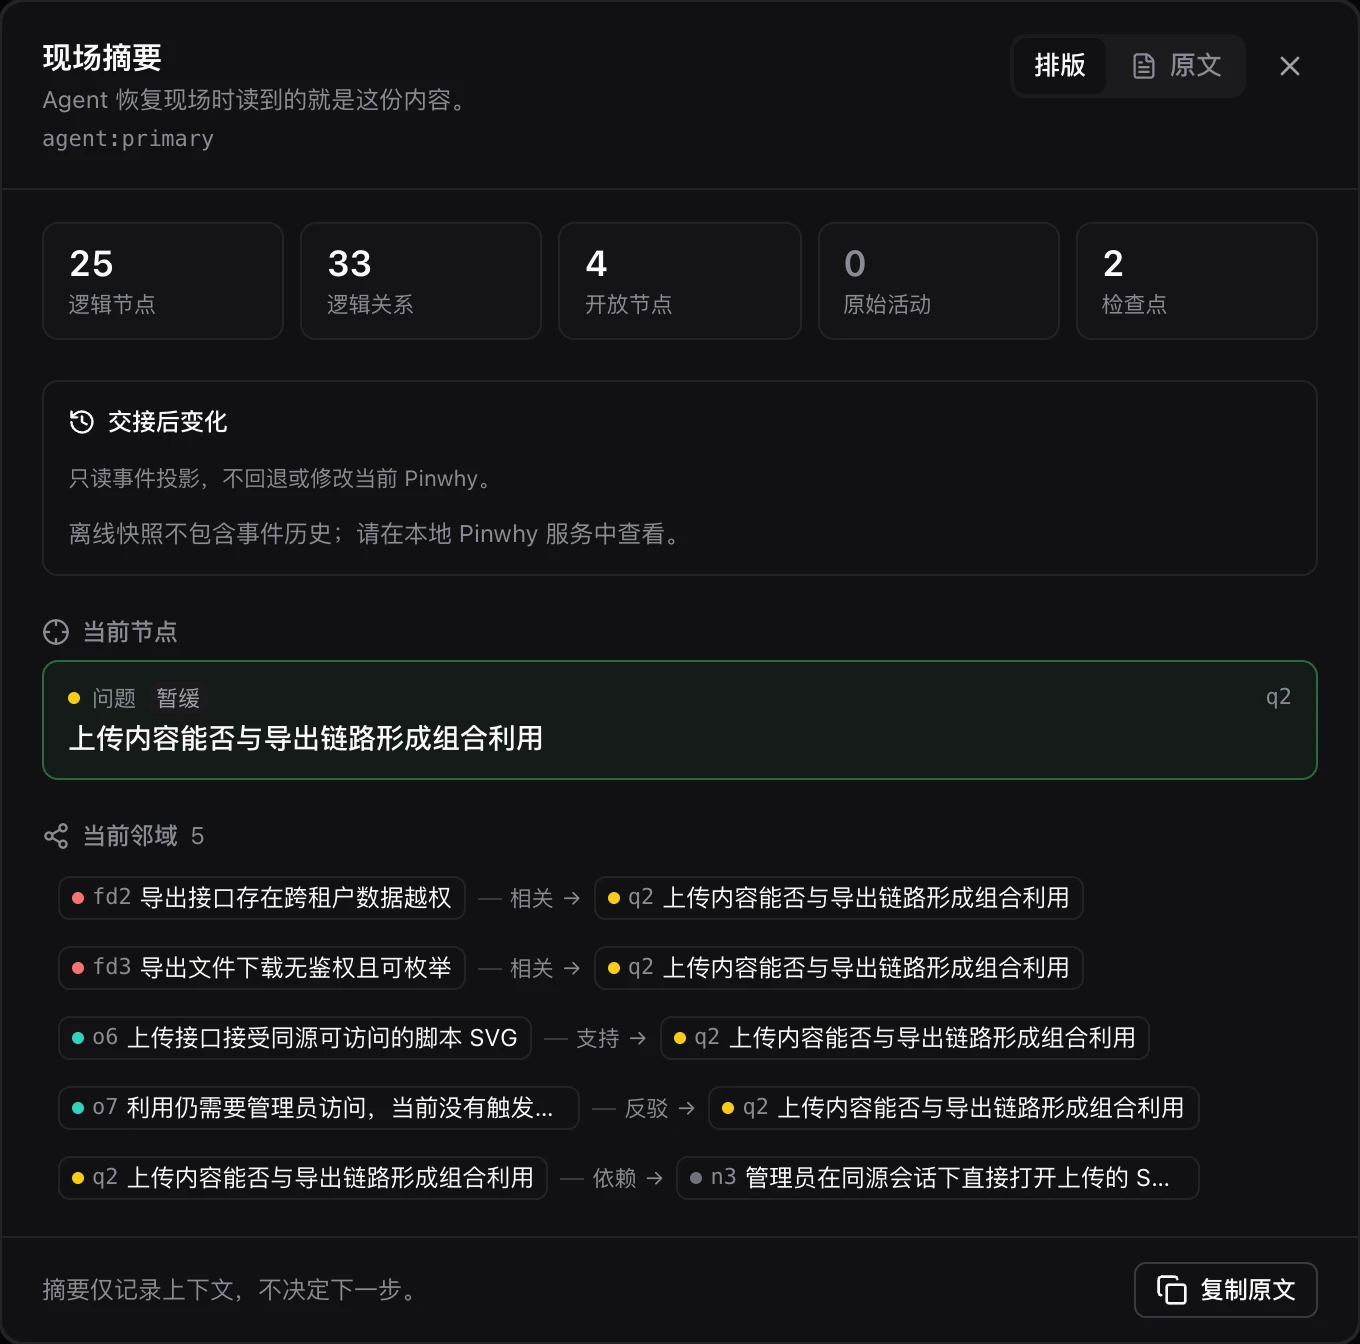 现场摘要
排版
原文
Agent 恢复现场时读到的就是这份内容。
agent:primary
25
逻辑节点
33
逻辑关系
4
开放节点
0
原始活动
2
检查点
交接后变化
只读事件投影，不回退或修改当前 Pinwhy。
离线快照不包含事件历史；请在本地 Pinwhy 服务中查看。
当前节点
问题 暂缓 q2
上传内容能否与导出链路形成组合利用
当前邻域 5
fd2 导出接口存在跨租户数据越权 — 相关 → q2 上传内容能否与导出链路形成组合利用
fd3 导出文件下载无鉴权且可枚举 — 相关 → q2 上传内容能否与导出链路形成组合利用
o6 上传接口接受同源可访问的脚本 SVG — 支持 → q2 上传内容能否与导出链路形成组合利用
o7 利用仍需要管理员访问，当前没有触发... — 反驳 → q2 上传内容能否与导出链路形成组合利用
q2 上传内容能否与导出链路形成组合利用 — 依赖 → n3 管理员在同源会话下直接打开上传的 S...
摘要仅记录上下文，不决定下一步。
复制原文